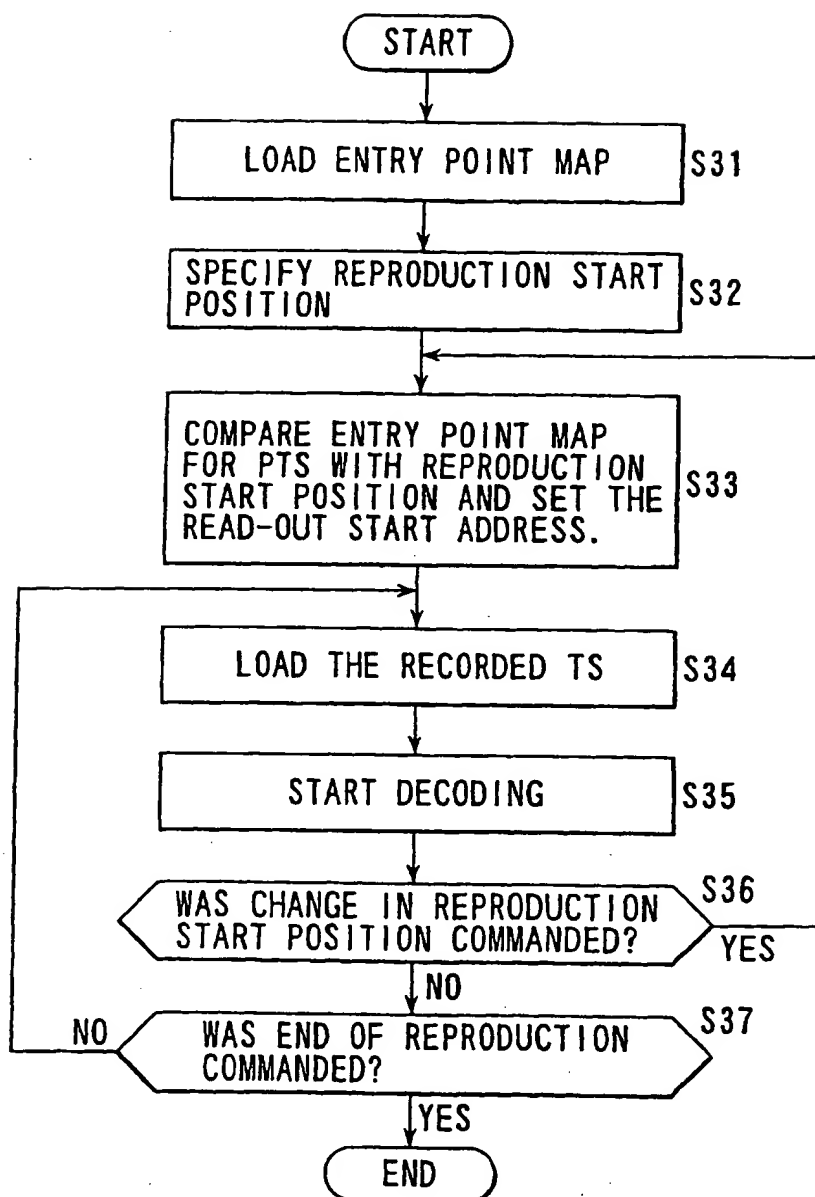 START
LOAD ENTRY POINT MAP
S31
SPECIFY REPRODUCTION START
POSITION
S32
COMPARE ENTRY POINT MAP
FOR PTS WITH REPRODUCTION
START POSITION AND SET THE
READ-OUT START ADDRESS.
S33
LOAD THE RECORDED TS
S34
START DECODING
S35
WAS CHANGE IN REPRODUCTION
START POSITION COMMANDED?
S36
YES
NO
WAS END OF REPRODUCTION
COMMANDED?
S37
NO
YES
END